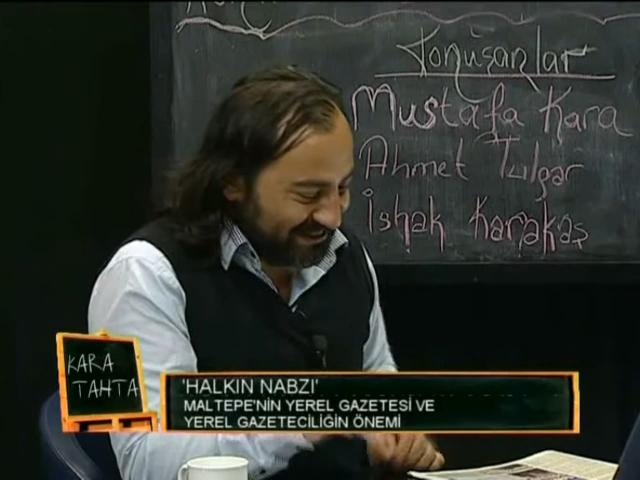 Konuşanlar
Mustafa Kara
Ahmet Tulgar
İshak Karakaş
KARA
TAHTA
'HALKIN NABZI'
MALTEPE'NİN YEREL GAZETESİ VE
YEREL GAZETECİLİĞİN ÖNEMİ